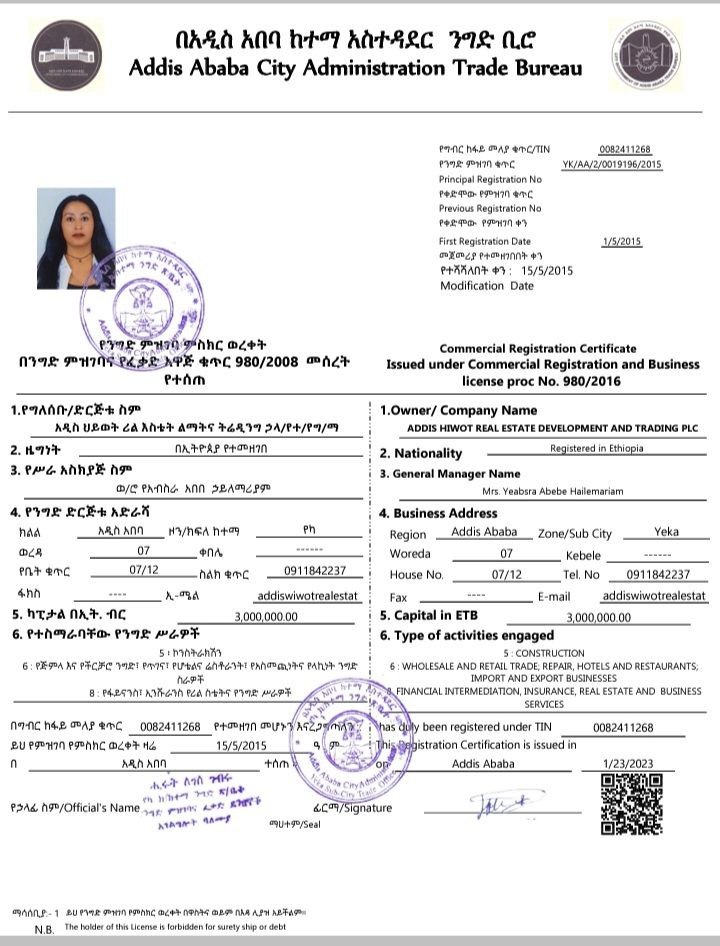 በአዲስ አበባ ከተማ አስተዳደር ንግድ ቢሮ
Addis Ababa City Administration Trade Bureau
የግብር ከፋይ መለያ ቁጥር/TIN 0082411268
የንግድ ምዝገባ ቁጥር YK/AA/2/0019196/2015
Principal Registration No
የቀድሞው የምዝገባ ቁጥር
Previous Registration No
የቀድሞው የምዝገባ ቀን
First Registration Date 1/5/2015
መጀመሪያ የተመዘገበበት ቀን
የተሻሻለበት ቀን : 15/5/2015
Modification Date
የንግድ ምዝገባ ምስክር ወረቀት
በንግድ ምዝገባና የፈቃድ አዋጅ ቁጥር 980/2008 መሰረት
የተሰጠ
Commercial Registration Certificate
Issued under Commercial Registration and Business
license proc No. 980/2016
1.የግለሰቡ/ድርጅቱ ስም
አዲስ ህይወት ሪል እስቴት ልማትና ትሬዲንግ ኃላ/የተ/የግ/ማ
2. ዜግነት በኢትዮጵያ የተመዘገበ
3. የሥራ አስኪያጅ ስም
ወ/ሮ የአብስራ አበበ ኃይለማሪያም
4. የንግድ ድርጅቱ አድራሻ
ክልል አዲስ አበባ ዞን/ክፍለ ከተማ የካ
ወረዳ 07 ቀበሌ ------
የቤት ቁጥር 07/12 ስልክ ቁጥር 0911842237
ፋክስ ---- ኢ-ሜል addiswiwotrealestat
5. ካፒታል በኢት. ብር 3,000,000.00
6. የተሰማራባቸው የንግድ ሥራዎች
5 : ኮንስትራክሽን
6 : የጅምላ እና የችርቻሮ ንግድ፣ የጥገና፣ የሆቴልና ሬስቶራንት፣ የአስመጪነትና የላኪነት ንግድ
ስራዎች
8 : የፋይናንስ፣ ኢንሹራንስ የሪል ስቴትና የንግድ ሥራዎች
1.Owner/ Company Name
ADDIS HIWOT REAL ESTATE DEVELOPMENT AND TRADING PLC
2. Nationality Registered in Ethiopia
3. General Manager Name
Mrs. Yeabsra Abebe Hailemariam
4. Business Address
Region Addis Ababa Zone/Sub City Yeka
Woreda 07 Kebele ------
House No. 07/12 Tel. No 0911842237
Fax ---- E-mail addiswiwotrealestat
5. Capital in ETB 3,000,000.00
6. Type of activities engaged
5 : CONSTRUCTION
6 : WHOLESALE AND RETAIL TRADE; REPAIR, HOTELS AND RESTAURANTS;
IMPORT AND EXPORT BUSINESSES
8 FINANCIAL INTERMEDIATION, INSURANCE, REAL ESTATE AND BUSINESS
SERVICES
በግብር ከፋይ መለያ ቁጥር 0082411268 የተመዘገበ መሆኑን እናረጋግጣለን
ይህ የምዝገባ የምስክር ወረቀት ዛሬ 15/5/2015 ዓ ም
በ አዲስ አበባ ተሰጠ
has duly been registered under TIN 0082411268
This Registration Certification is issued in
on Addis Ababa 1/23/2023
የኃላፊ ስም/Official's Name
ፊርማ/Signature
ማህተም/Seal
Addis Ababa City Administration
Yeka Sub-City Trade Office
ማሳሰቢያ:- 1 ይህ የንግድ ምዝገባ የምስክር ወረቀት በዋስትና ወይም በእዳ ሊያዝ አይችልም።
N.B. The holder of this License is forbidden for surety ship or debt